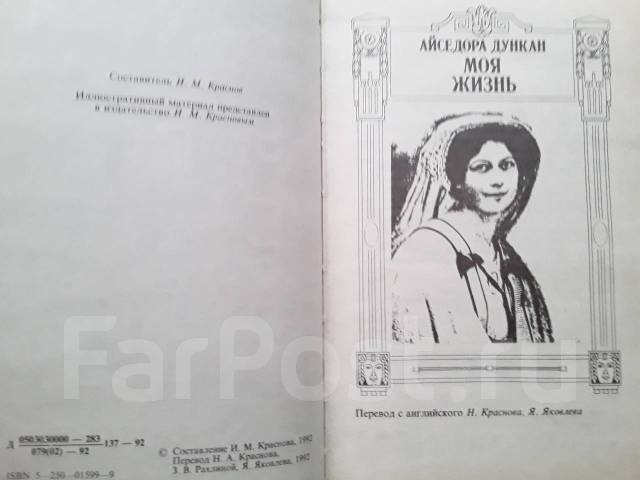 Составитель И. М. Краснов
Иллюстративный материал представлен
в издательство И. М. Красновым
Д 0503030000 — 283
079(02) — 92
137 — 92
© Составление И. М. Краснова, 1992
Перевод Н. А. Краснова,
З. В. Рахлиной, Я. Яковлева, 1992
ISBN 5—250—01599—9
АЙСЕДОРА ДУНКАН
МОЯ
ЖИЗНЬ
Перевод с английского Н. Краснова, Я. Яковлева
FarPost.ru